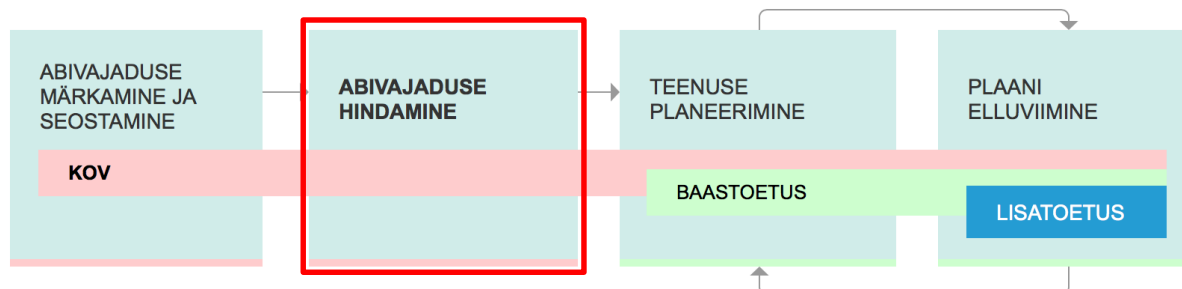 ABIVAJADUSE
MÄRKAMINE JA
SEOSTAMINE
ABIVAJADUSE
HINDAMINE
TEENUSE
PLANEERIMINE
PLAANI
ELLUVIIMINE
KOV
BAASTOETUS
LISATOETUS